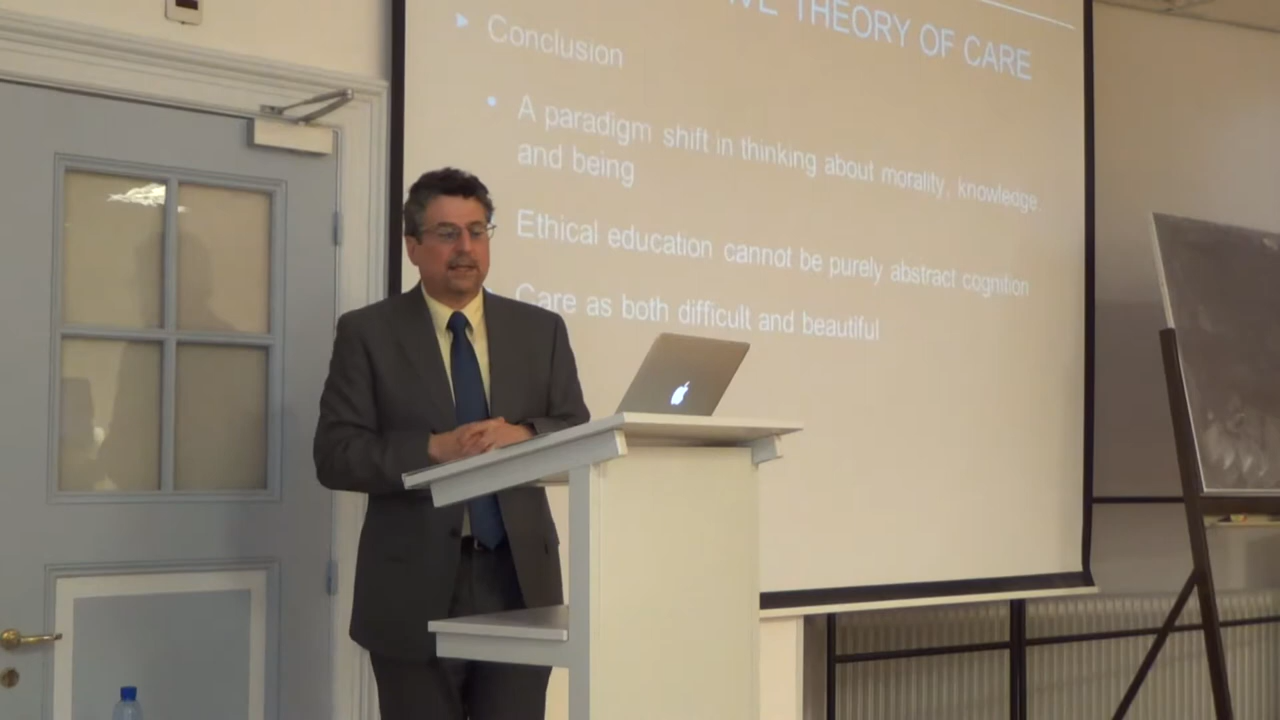 THEORY OF CARE
Conclusion
A paradigm shift in thinking about morality, knowledge,
and being
Ethical education cannot be purely abstract cognition
Care as both difficult and beautiful